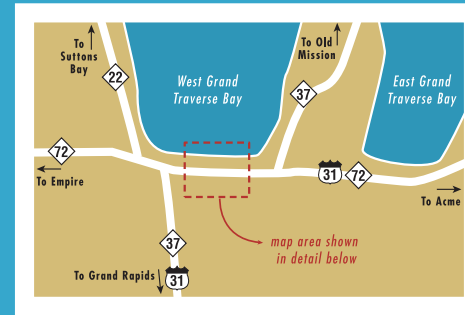 To
Suttons
Bay
22
West Grand
Traverse Bay
To Old
Mission
37
East Grand
Traverse Bay
72
To Empire
31
72
To Acme
37
map area shown
in detail below
To Grand Rapids
31